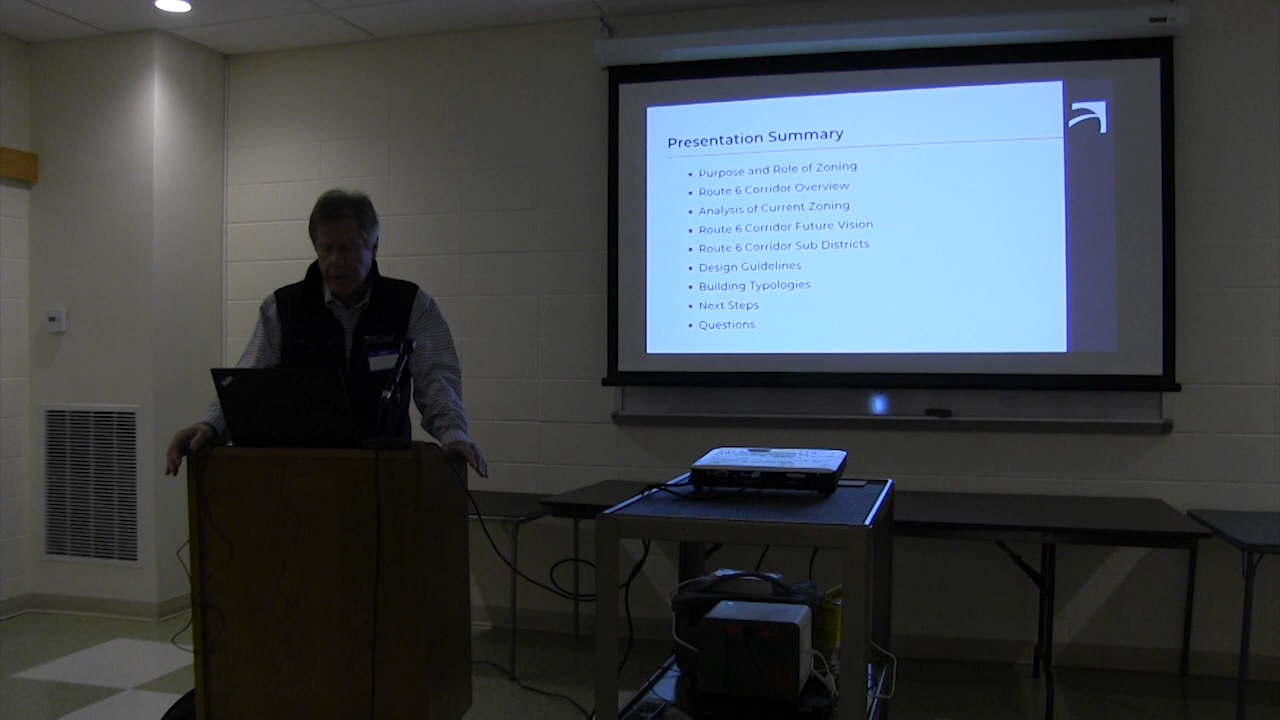 Presentation Summary
Purpose and Role of Zoning
Route 6 Corridor Overview
Analysis of Current Zoning
Route 6 Corridor Future Vision
Route 6 Corridor Sub Districts
Design Guidelines
Building Typologies
Next Steps
Questions